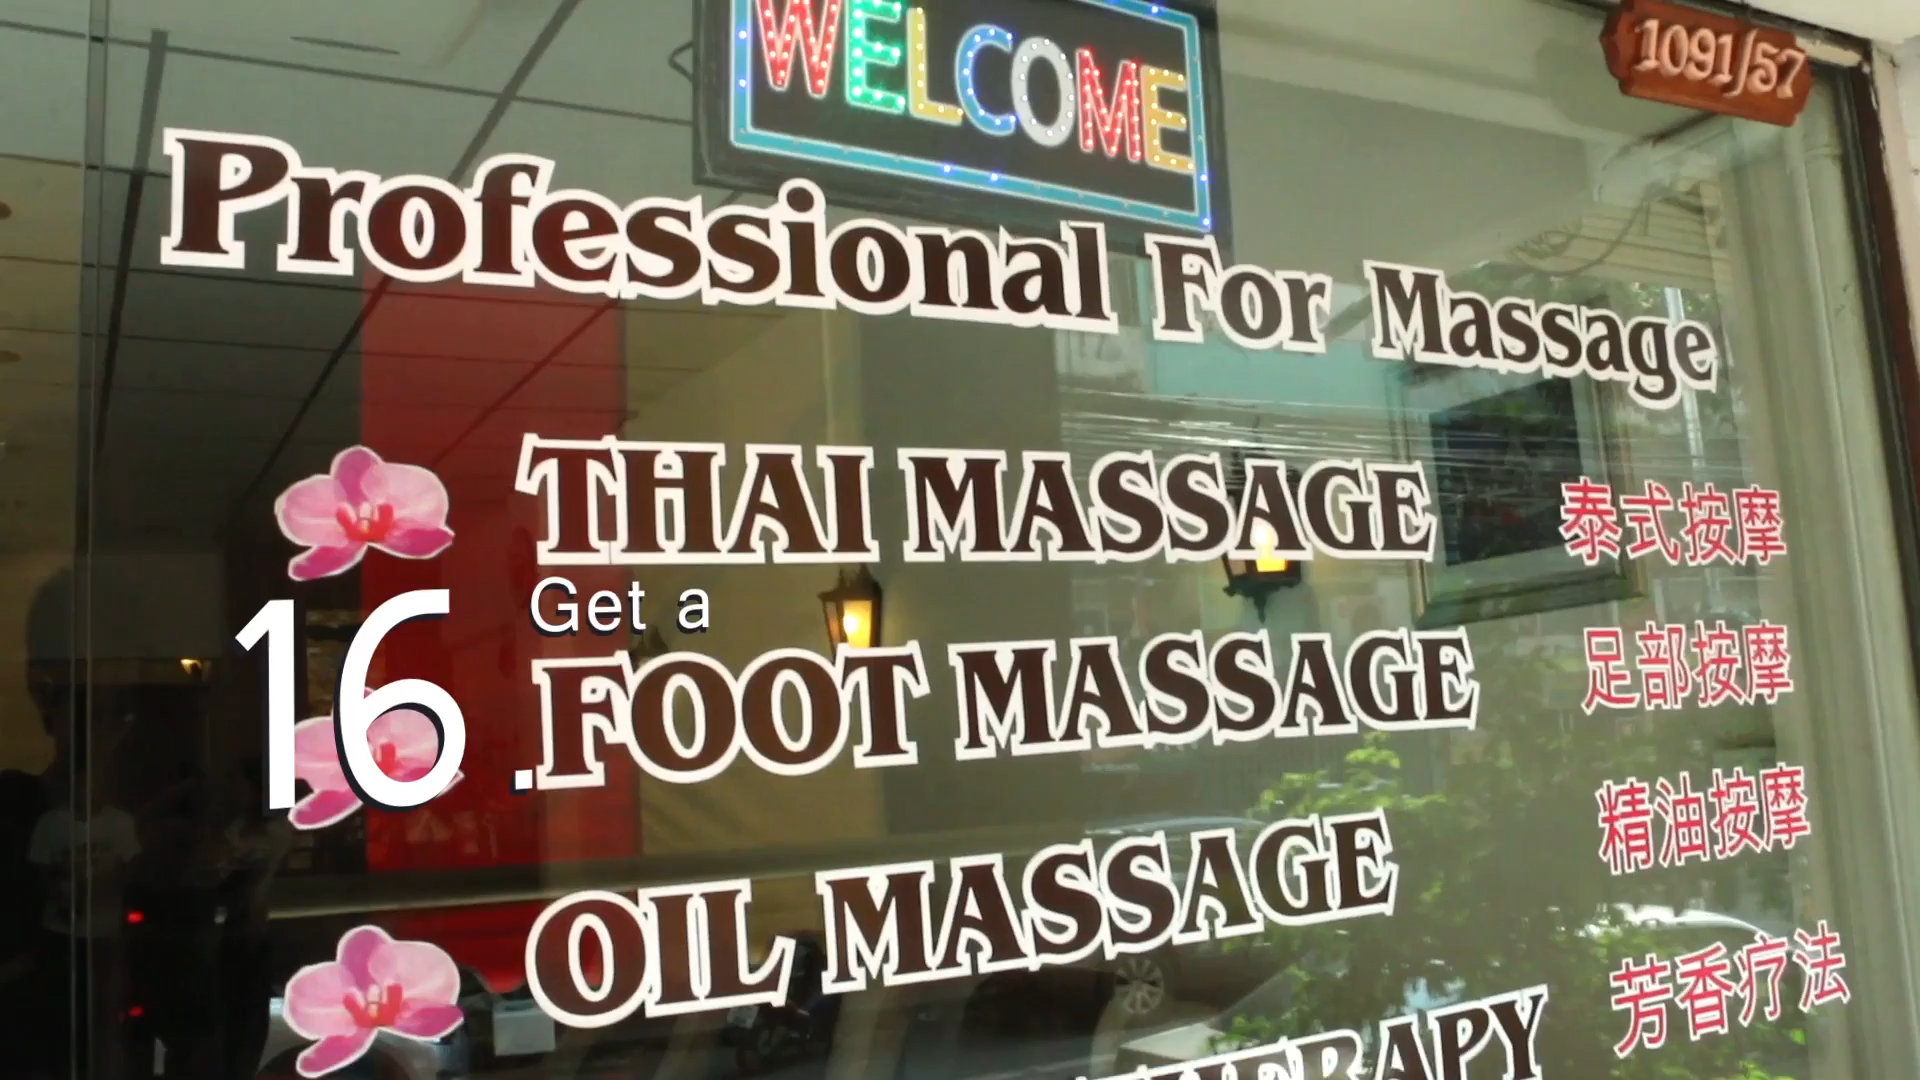 WELCOME
1091/57
Professional For Massage
THAI MASSAGE
泰式按摩
16. Get a
FOOT MASSAGE
足部按摩
OIL MASSAGE
精油按摩
THERAPY
芳香疗法